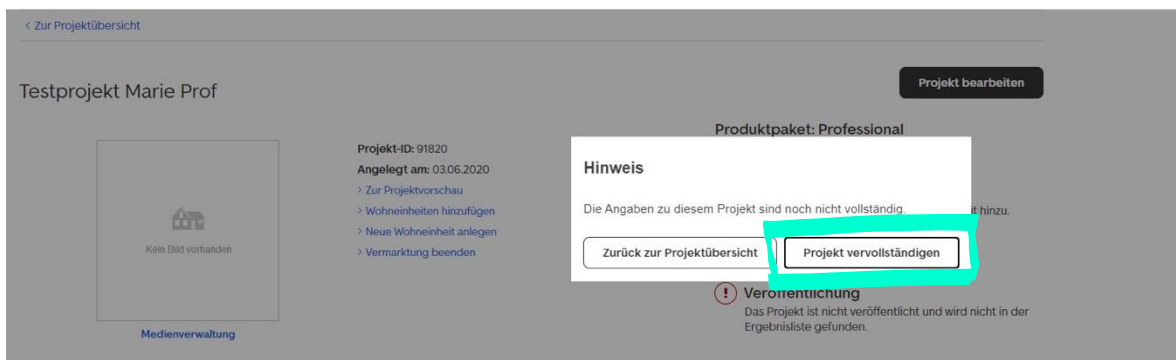 < Zur Projektübersicht
Testprojekt Marie Prof
Projekt bearbeiten
Kein Bild vorhanden
Medienverwaltung
Projekt-ID: 91820
Angelegt am: 03.06.2020
> Zur Projektvorschau
> Wohneinheiten hinzufügen
> Neue Wohneinheit anlegen
> Vermarktung beenden
Produktpaket: Professional
Hinweis
Die Angaben zu diesem Projekt sind noch nicht vollständig.
it hinzu.
Zurück zur Projektübersicht
Projekt vervollständigen
Veröffentlichung
Das Projekt ist nicht veröffentlicht und wird nicht in der
Ergebnisliste gefunden.